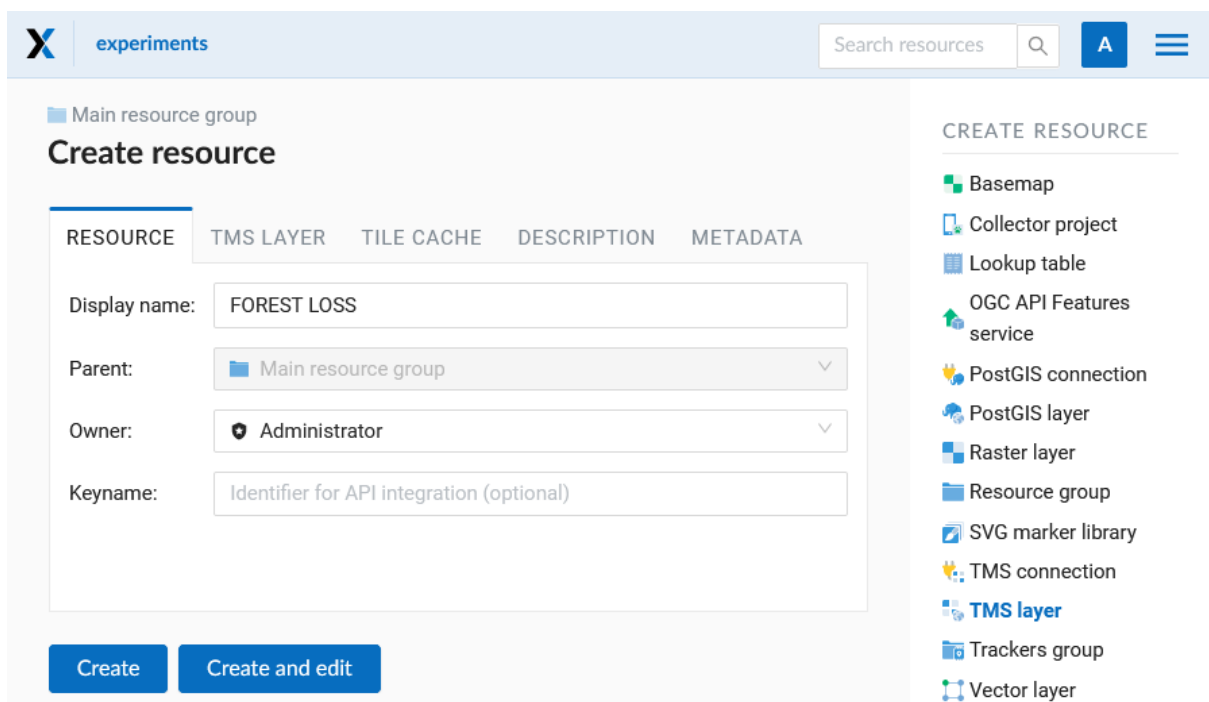 experiments
Search resources
A
Main resource group
Create resource
RESOURCE TMS LAYER TILE CACHE DESCRIPTION METADATA
Display name: FOREST LOSS
Parent: Main resource group
Owner: Administrator
Keyname: Identifier for API integration (optional)
Create Create and edit
CREATE RESOURCE
Basemap
Collector project
Lookup table
OGC API Features
service
PostGIS connection
PostGIS layer
Raster layer
Resource group
SVG marker library
TMS connection
TMS layer
Trackers group
Vector layer